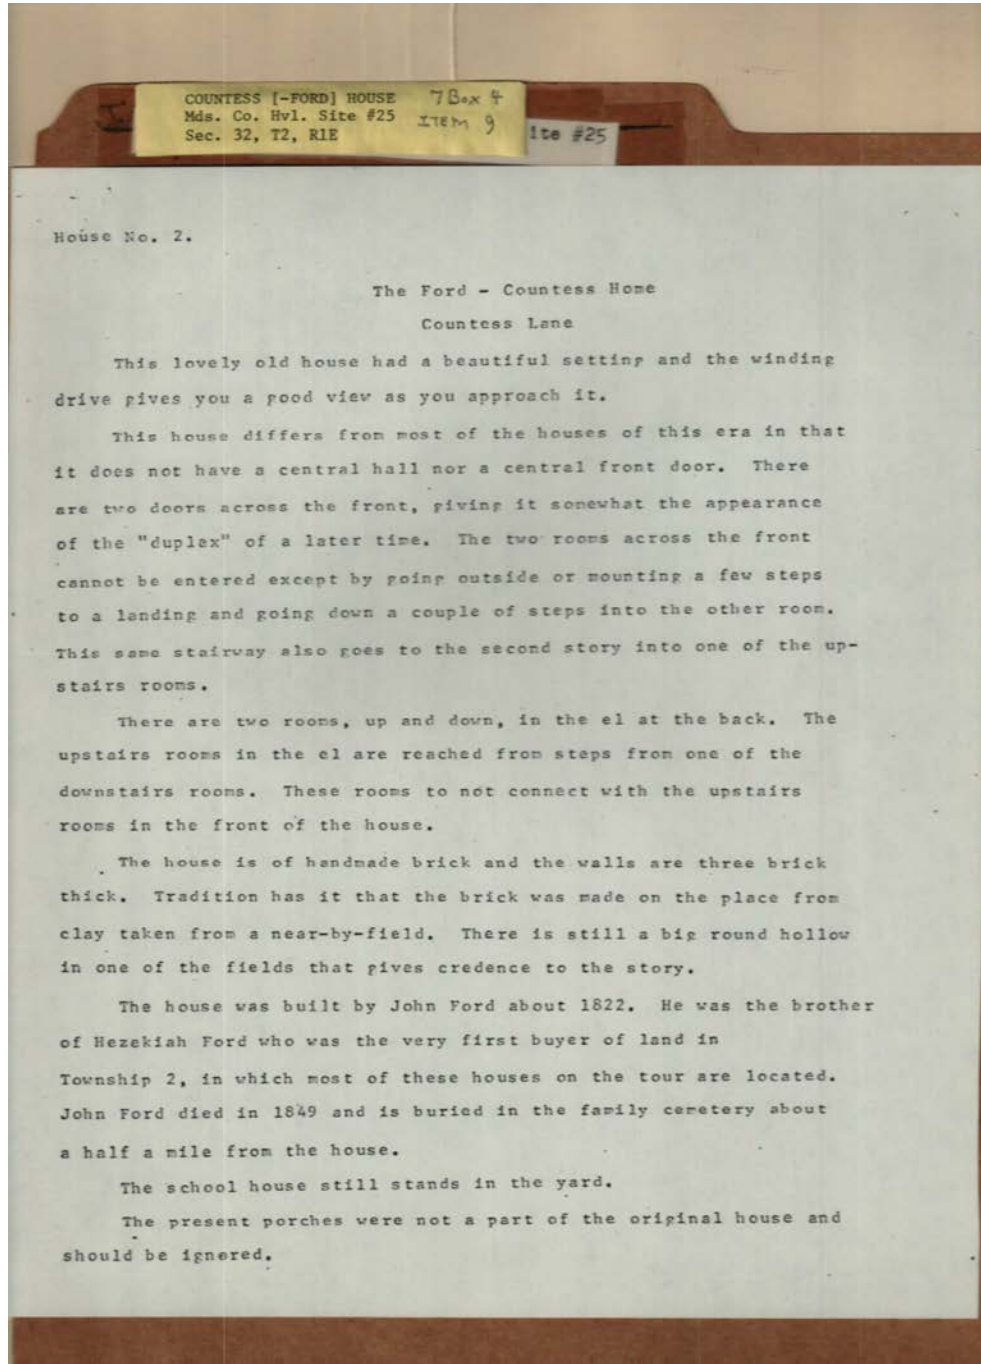 COUNTESS [-FORD] HOUSE
Mds. Co. Hvl. Site #25
Sec. 32, T2, R1E
7 Box 4
ITEM 9
ite #25
House No. 2.
The Ford - Countess Home
Countess Lane
This lovely old house had a beautiful setting and the winding
drive gives you a good view as you approach it.
This house differs from most of the houses of this era in that
it does not have a central hall nor a central front door. There
are two doors across the front, giving it somewhat the appearance
of the "duplex" of a later time. The two rooms across the front
cannot be entered except by going outside or mounting a few steps
to a landing and going down a couple of steps into the other room.
This same stairway also goes to the second story into one of the up-
stairs rooms.
There are two rooms, up and down, in the el at the back. The
upstairs rooms in the el are reached from steps from one of the
downstairs rooms. These rooms to not connect with the upstairs
rooms in the front of the house.
The house is of handmade brick and the walls are three brick
thick. Tradition has it that the brick was made on the place from
clay taken from a near-by-field. There is still a big round hollow
in one of the fields that gives credence to the story.
The house was built by John Ford about 1822. He was the brother
of Hezekiah Ford who was the very first buyer of land in
Township 2, in which most of these houses on the tour are located.
John Ford died in 1849 and is buried in the family cemetery about
a half a mile from the house.
The school house still stands in the yard.
The present porches were not a part of the original house and
should be ignored.